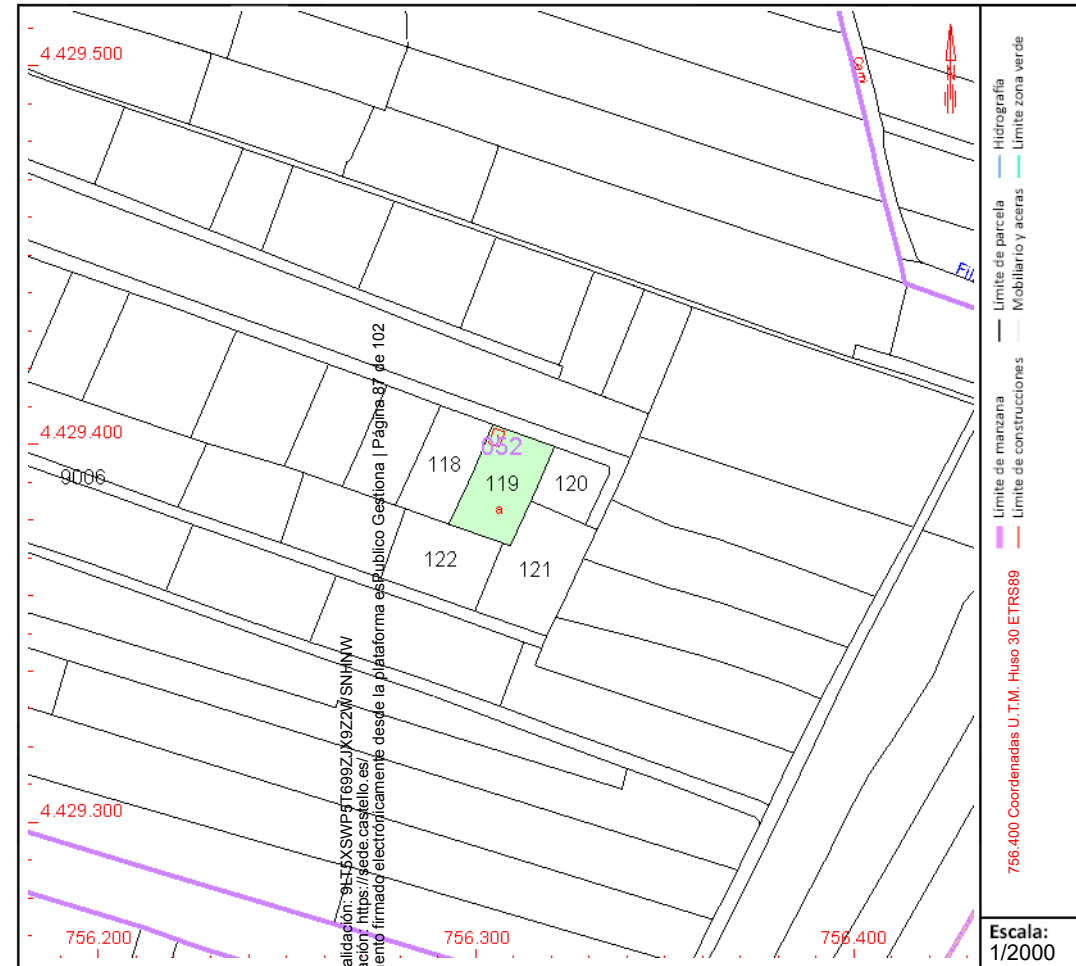 4.429.500
Camí
Hidrografía
Límite zona verde
Límite de parcela
Mobiliario y aceras
Límite de manzana
Límite de construcciones
756.400 Coordenadas U.T.M. Huso 30 ETRS89
4.429.400
9006
052
118
119
a
120
122
121
4.429.300
756.200
756.300
756.400
alidación: 9LT5XSWP5T699ZJX9Z2WSNHNW
ación: https://sede.castello.es/
ento firmado electrónicamente desde la plataforma esPublico Gestiona | Página 87 de 102
Escala:
1/2000